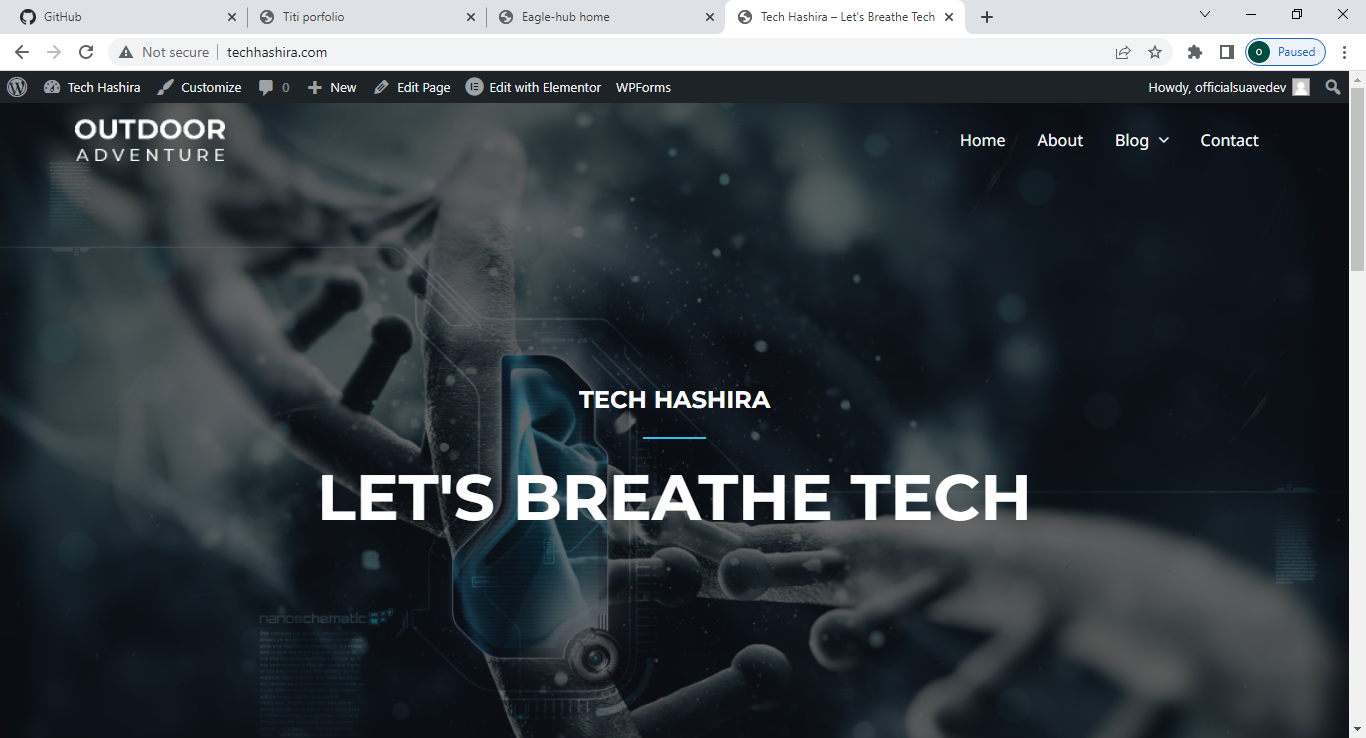 GitHub
Titi porfolio
Eagle-hub home
Tech Hashira – Let's Breathe Tech
Not secure
techhashira.com
o
Paused
Tech Hashira
Customize
0
New
Edit Page
Edit with Elementor
WPForms
Howdy, officialsuavedev
OUTDOOR
ADVENTURE
Home
About
Blog
Contact
TECH HASHIRA
LET'S BREATHE TECH
nanoschematic